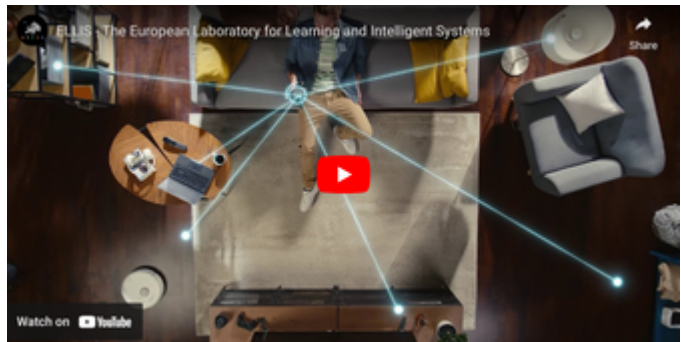 ELLIS - The European Laboratory for Learning and Intelligent Systems
Share
Watch on YouTube